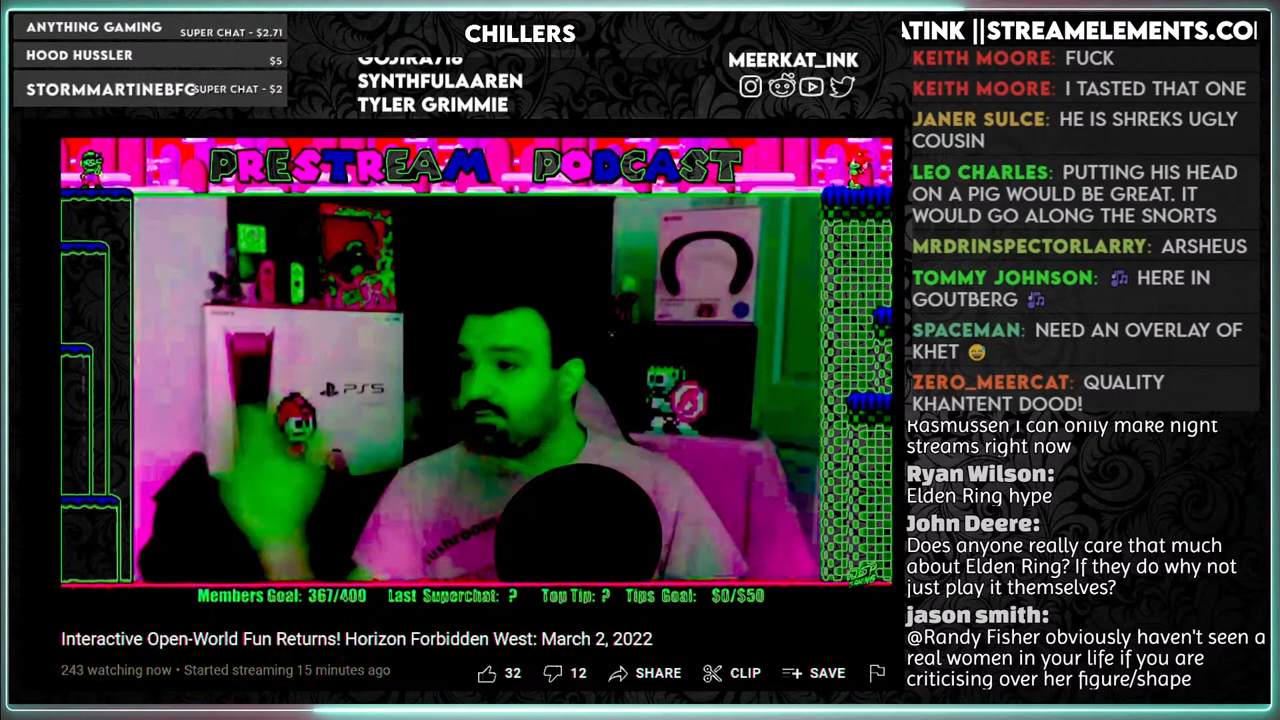 ANYTHING GAMING SUPER CHAT - $2.71
HOOD HUSSLER $5
STORMMARTINEBFG SUPER CHAT - $2
CHILLERS
GOJIRA718
SYNTHFULAAREN
TYLER GRIMMIE
MEERKAT_INK
ATINK ||STREAMELEMENTS.CO
KEITH MOORE: FUCK
KEITH MOORE: I TASTED THAT ONE
JANER SULCE: HE IS SHREKS UGLY
COUSIN
LEO CHARLES: PUTTING HIS HEAD
ON A PIG WOULD BE GREAT. IT
WOULD GO ALONG THE SNORTS
MRDRINSPECTORLARRY: ARSHEUS
TOMMY JOHNSON: 🎶 HERE IN
GOUTBERG 🎶
SPACEMAN: NEED AN OVERLAY OF
KHET 😅
ZERO_MEERCAT: QUALITY
KHANTENT DOOD!
Rasmussen I can only make night
streams right now
Ryan Wilson:
Elden Ring hype
John Deere:
Does anyone really care that much
about Elden Ring? If they do why not
just play it themselves?
jason smith:
@Randy Fisher obviously haven't seen a
real women in your life if you are
criticising over her figure/shape
PRESTREAM PODCAST
PS5
mushroom
Members Goal: 367/400 Last Superchat: ? Top Tip: ? Tips Goal: $0/$50
Interactive Open-World Fun Returns! Horizon Forbidden West: March 2, 2022
243 watching now • Started streaming 15 minutes ago
32 12 SHARE CLIP SAVE